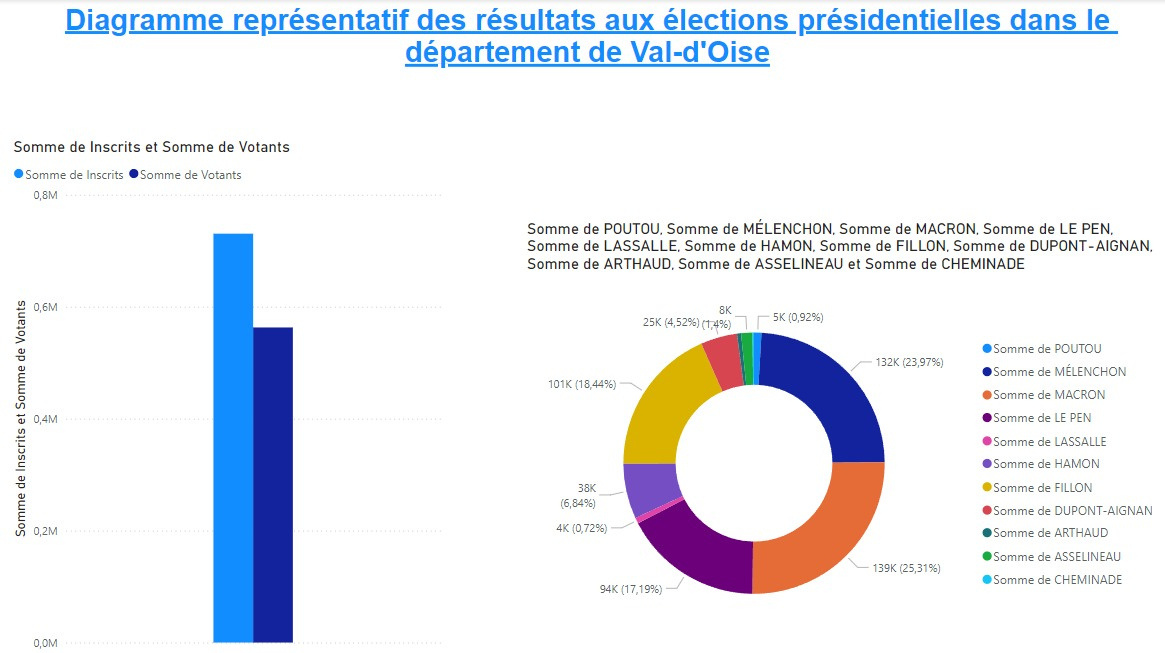 Diagramme représentatif des résultats aux élections présidentielles dans le
département de Val-d'Oise
Somme de Inscrits et Somme de Votants
Somme de Inscrits Somme de Votants
0,8M
0,6M
0,4M
0,2M
0,0M
Somme de Inscrits et Somme de Votants
Somme de POUTOU, Somme de MÉLENCHON, Somme de MACRON, Somme de LE PEN,
Somme de LASSALLE, Somme de HAMON, Somme de FILLON, Somme de DUPONT-AIGNAN,
Somme de ARTHAUD, Somme de ASSELINEAU et Somme de CHEMINADE
5K (0,92%)
132K (23,97%)
139K (25,31%)
94K (17,19%)
4K (0,72%)
38K
(6,84%)
101K (18,44%)
25K (4,52%)
8K
(1,4%)
Somme de POUTOU
Somme de MÉLENCHON
Somme de MACRON
Somme de LE PEN
Somme de LASSALLE
Somme de HAMON
Somme de FILLON
Somme de DUPONT-AIGNAN
Somme de ARTHAUD
Somme de ASSELINEAU
Somme de CHEMINADE